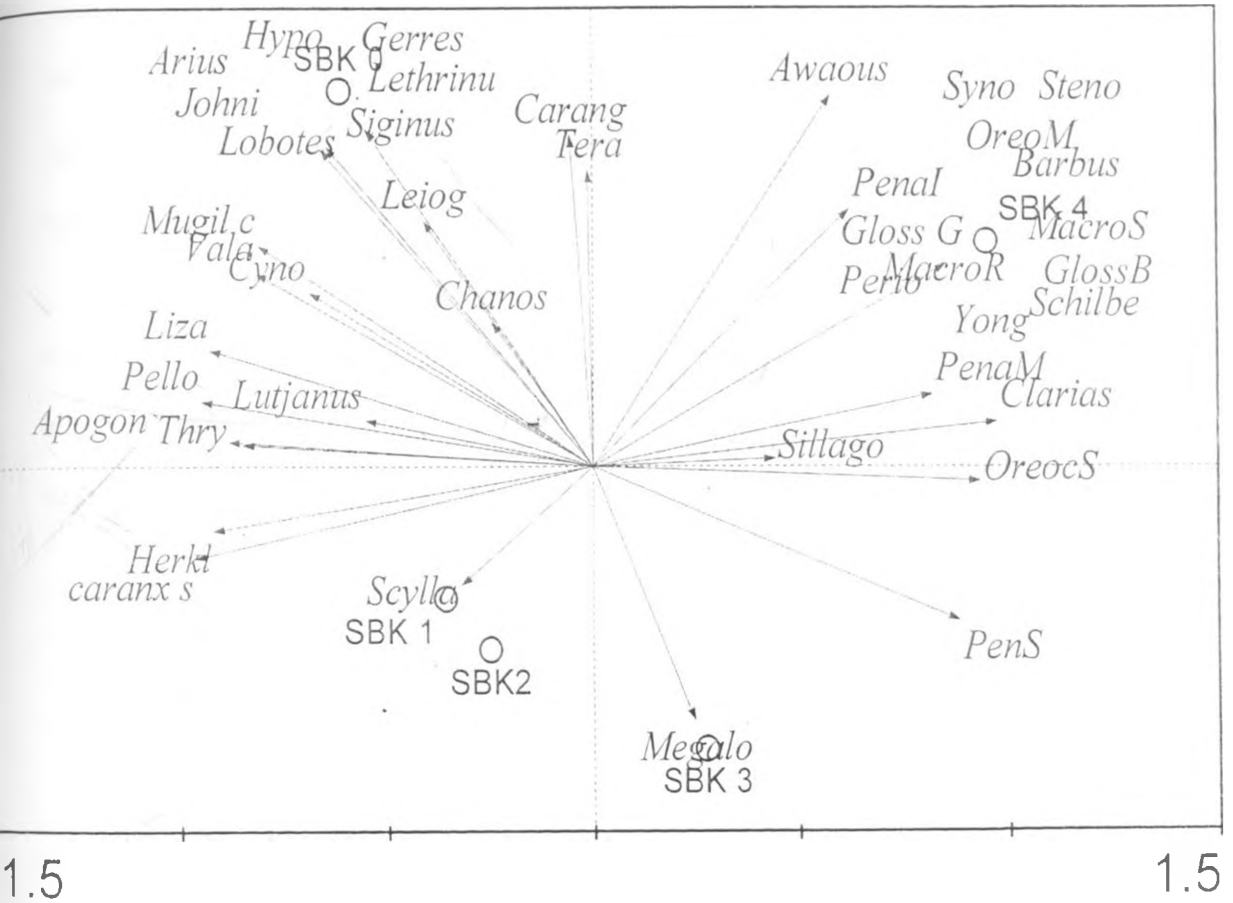 Hypo
Gerres
SBK 0
Arius
Lethrinu
Awaous
Syno
Steno
Johni
Carang
Siginus
Lobotes
Tera
OreoM
Barbus
Leiog
PenaI
SBK 4
Mugil c
Vala
Gloss G
MacroS
Cyno
MacroR
GlossB
Perio
Chanos
Schilbe
Liza
Yong
Pello
PenaM
Lutjanus
Clarias
Apogon
Thry
Sillago
OreocS
Herkl
caranx s
Scylla
SBK 1
PenS
SBK2
Megalo
SBK 3
1.5
1.5